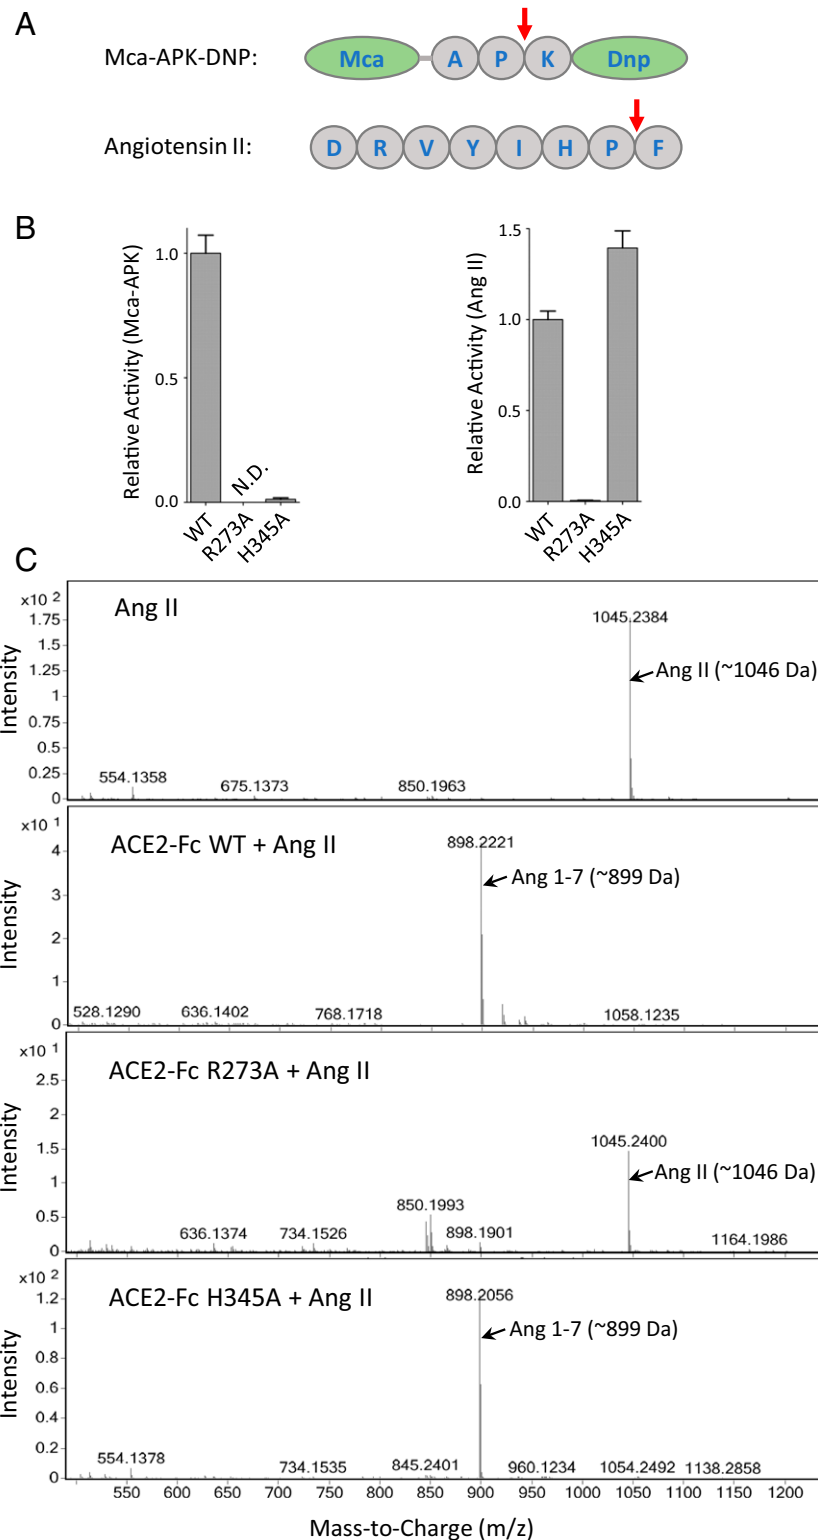 A
Mca-APK-DNP:
Mca A P K Dnp
Angiotensin II:
D R V Y I H P F
B
Relative Activity (Mca-APK)
1.0
0.5
0.0
N.D.
WT
R273A
H345A
Relative Activity (Ang II)
1.5
1.0
0.5
0.0
WT
R273A
H345A
C
Intensity
x10 2
1.75
1.5
1.25
1
0.75
0.5
0.25
0
Ang II
1045.2384
Ang II (~1046 Da)
554.1358
675.1373
850.1963
Intensity
x10 1
4
3
2
1
0
ACE2-Fc WT + Ang II
898.2221
Ang 1-7 (~899 Da)
528.1290
636.1402
768.1718
1058.1235
Intensity
x10 1
2.5
2
1.5
1
0.5
0
ACE2-Fc R273A + Ang II
1045.2400
Ang II (~1046 Da)
850.1993
636.1374
734.1526
898.1901
1164.1986
Intensity
x10 2
1.2
1
0.8
0.6
0.4
0.2
0
ACE2-Fc H345A + Ang II
898.2056
Ang 1-7 (~899 Da)
554.1378
734.1535
845.2401
960.1234
1054.2492
1138.2858
550 600 650 700 750 800 850 900 950 1000 1050 1100 1150 1200
Mass-to-Charge (m/z)